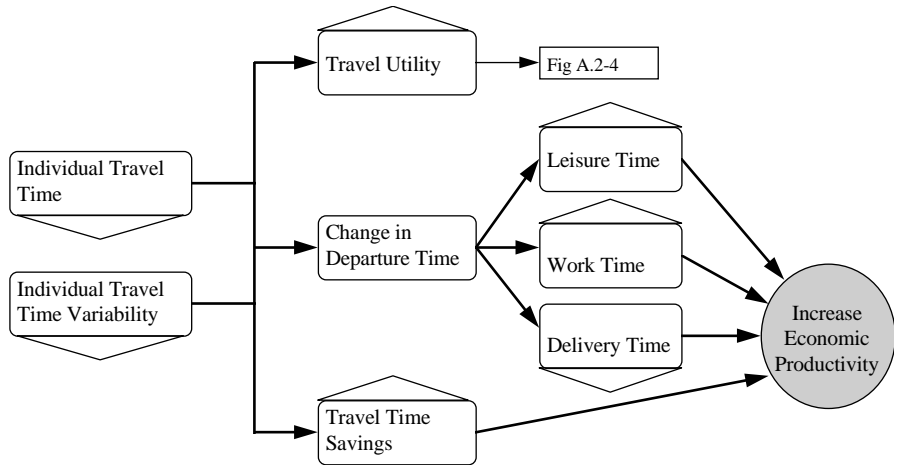 Travel Utility
Fig A.2-4
Individual Travel
Time
Leisure Time
Change in
Departure Time
Work Time
Individual Travel
Time Variability
Delivery Time
Increase
Economic
Productivity
Travel Time
Savings